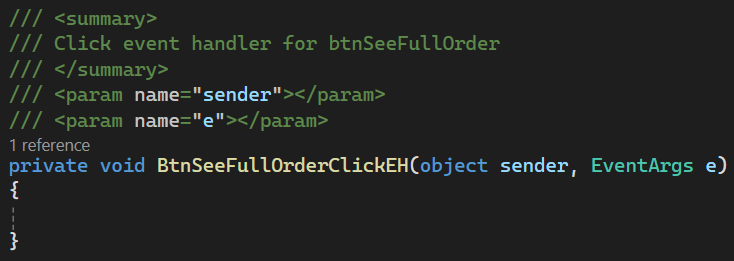 /// <summary>
/// Click event handler for btnSeeFullOrder
/// </summary>
/// <param name="sender"></param>
/// <param name="e"></param>
1 reference
private void BtnSeeFullOrderClickEH(object sender, EventArgs e)
{
}